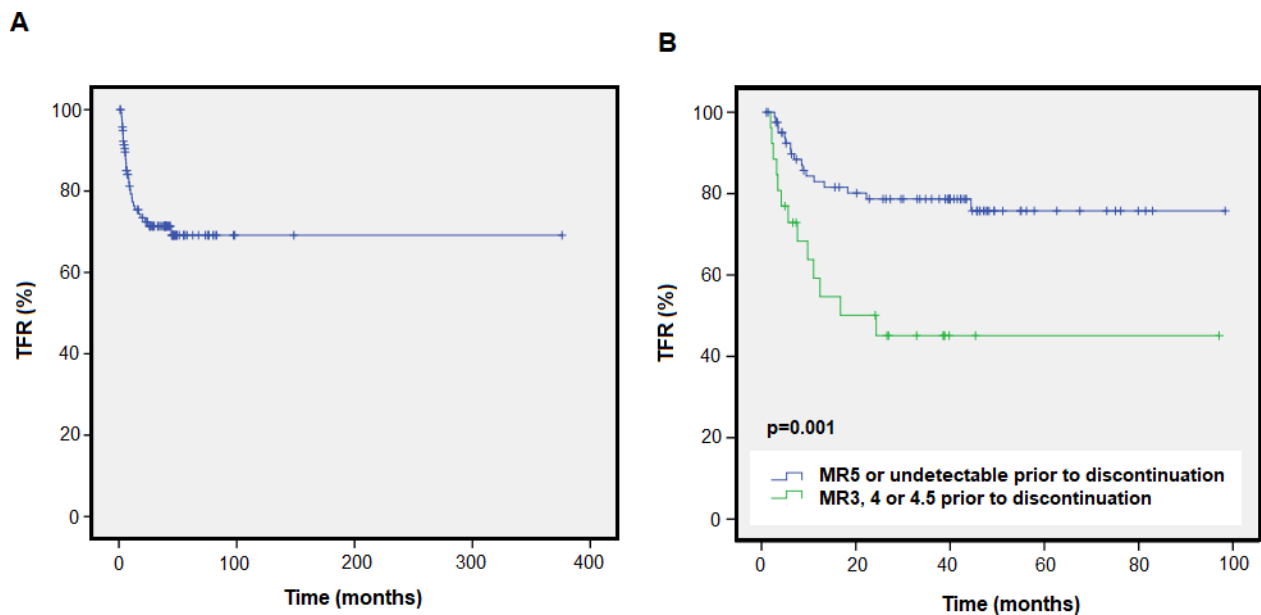 A
100
80
60
40
20
0
TFR (%)
0 100 200 300 400
Time (months)
B
100
80
60
40
20
0
TFR (%)
p=0.001
MR5 or undetectable prior to discontinuation
MR3, 4 or 4.5 prior to discontinuation
0 20 40 60 80 100
Time (months)